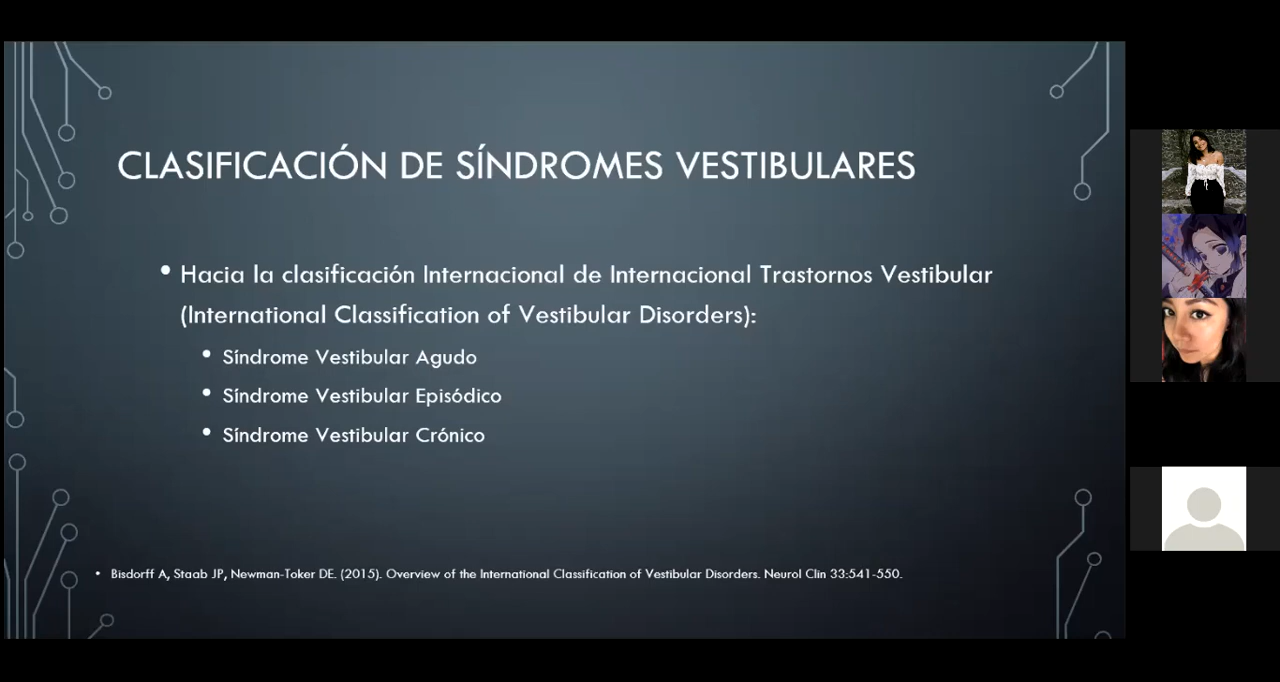 CLASIFICACIÓN DE SÍNDROMES VESTIBULARES
• Hacia la clasificación Internacional de Internacional Trastornos Vestibular
(International Classification of Vestibular Disorders):
• Síndrome Vestibular Agudo
• Síndrome Vestibular Episódico
• Síndrome Vestibular Crónico
• Bisdorff A, Staab JP, Newman-Toker DE. (2015). Overview of the International Classification of Vestibular Disorders. Neurol Clin 33:541-550.